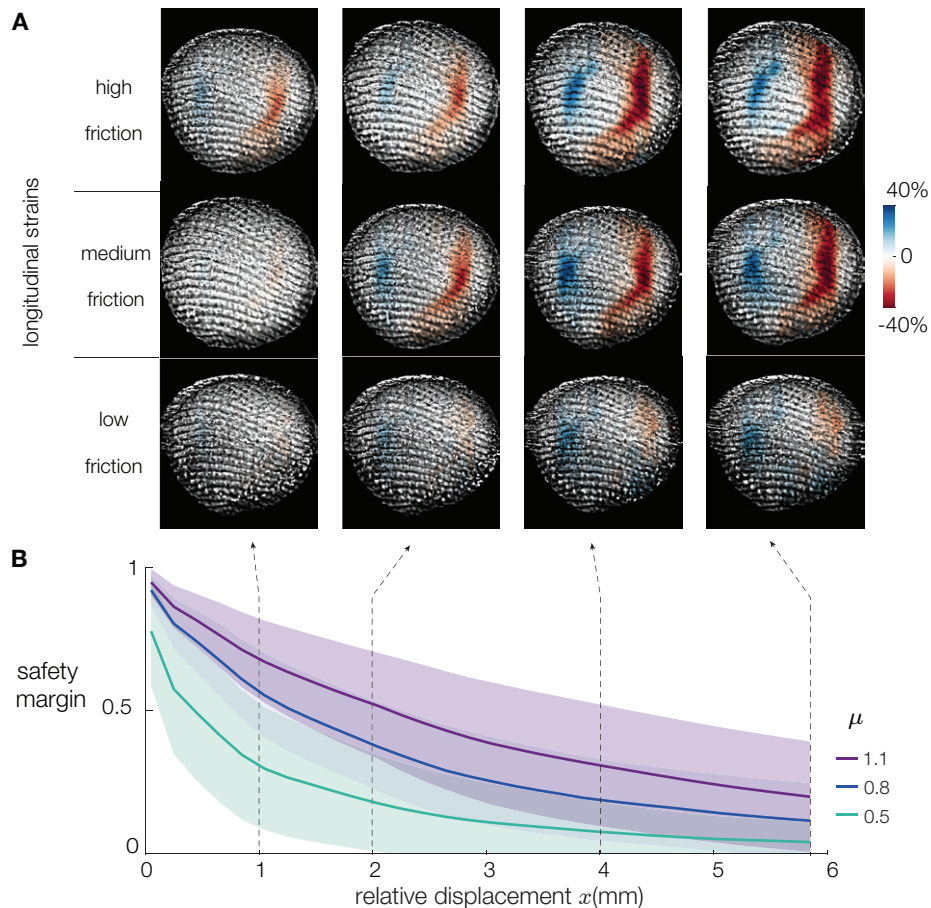 A
high
friction
medium
friction
low
friction
longitudinal strains
40%
0
-40%
B
1
0.5
0
safety
margin
0 1 2 3 4 5 6
relative displacement x(mm)
μ
1.1
0.8
0.5